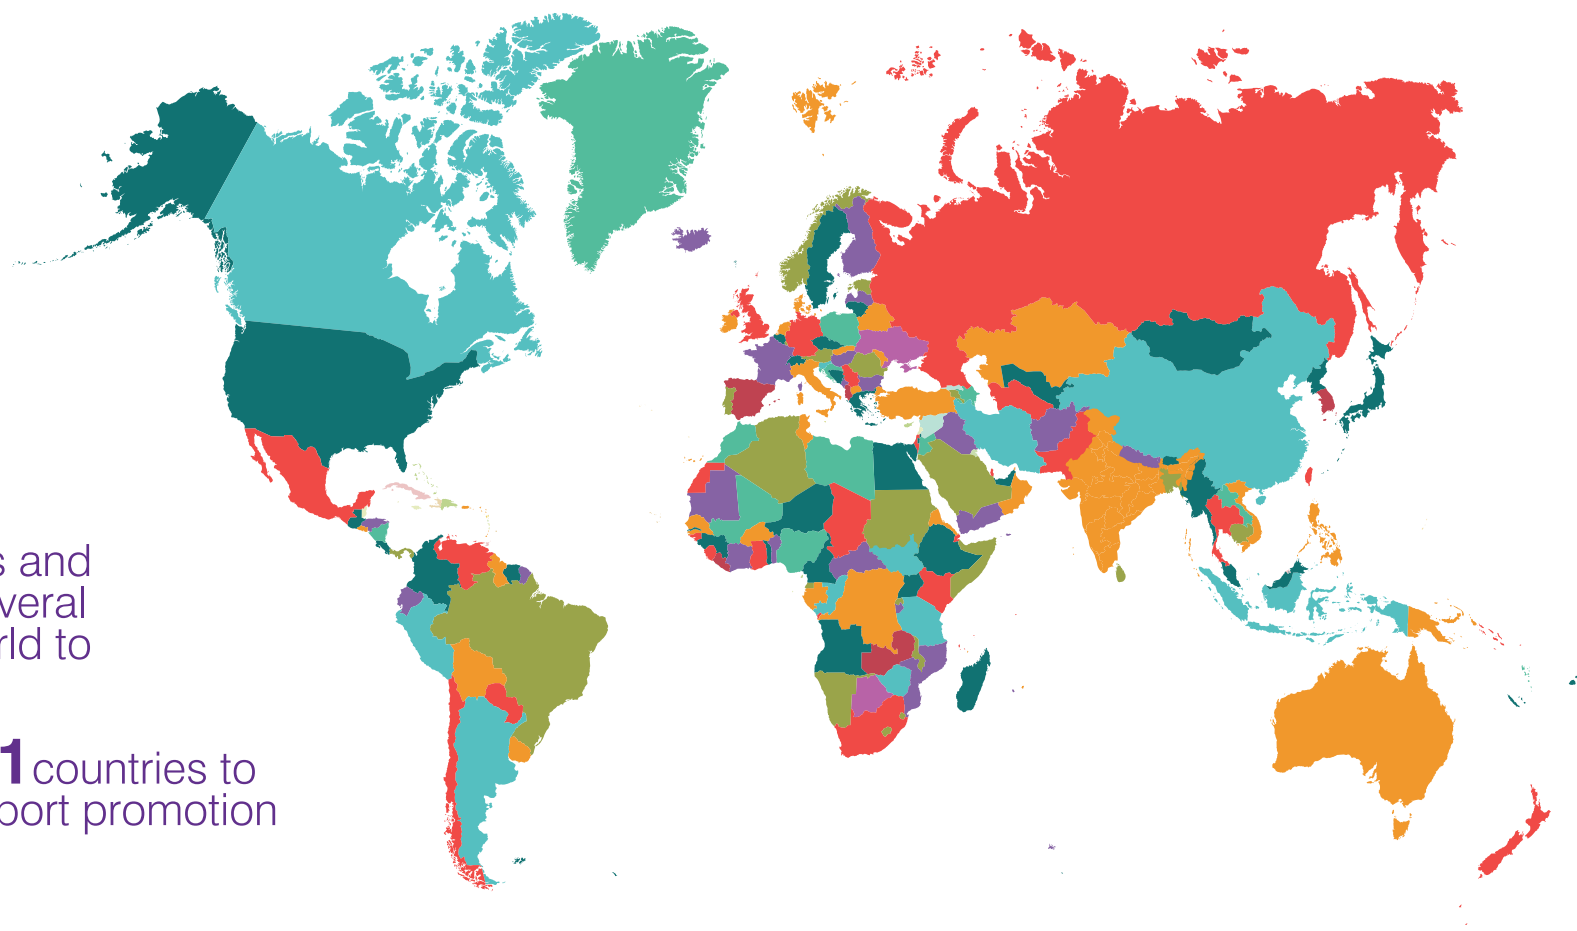 s and
veral
rld to
1 countries to
port promotion